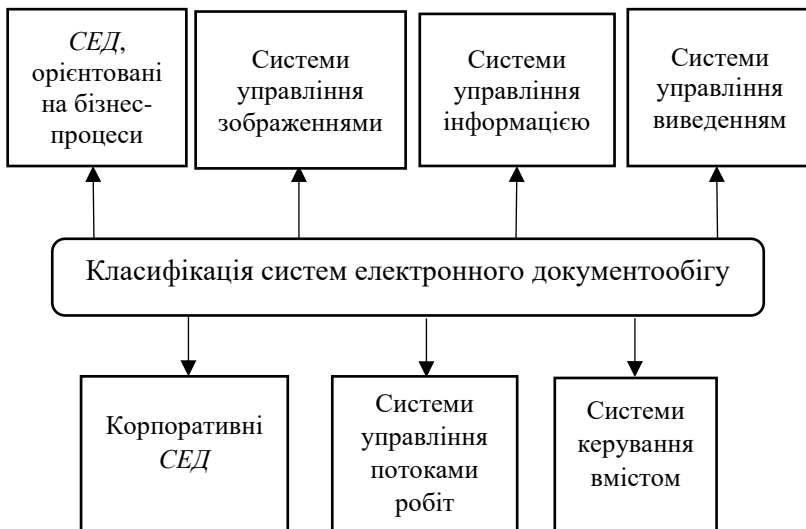 СЕД,
орієнтовані
на бізнес-
процеси
Системи
управління
зображеннями
Системи
управління
інформацією
Системи
управління
виведенням
Класифікація систем електронного документообігу
Корпоративні
СЕД
Системи
управління
потоками
робіт
Системи
керування
вмістом